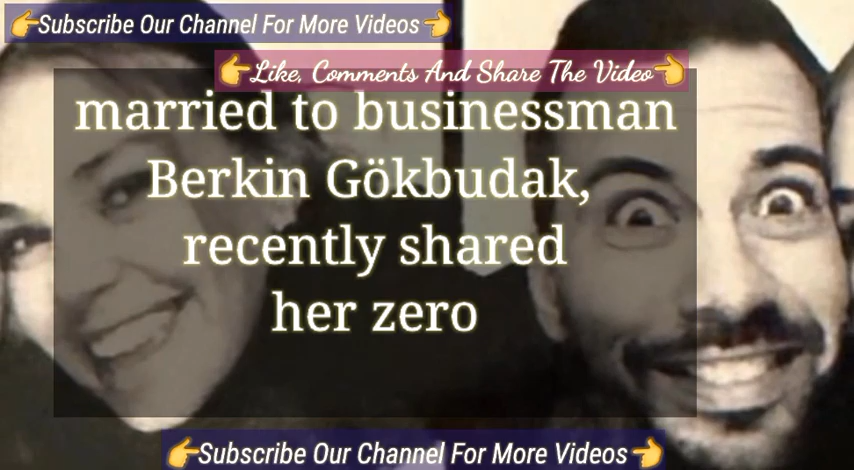 👉Subscribe Our Channel For More Videos👈
👉Like, Comments And Share The Video👉
married to businessman
Berkin Gökbudak,
recently shared
her zero
👉Subscribe Our Channel For More Videos👈